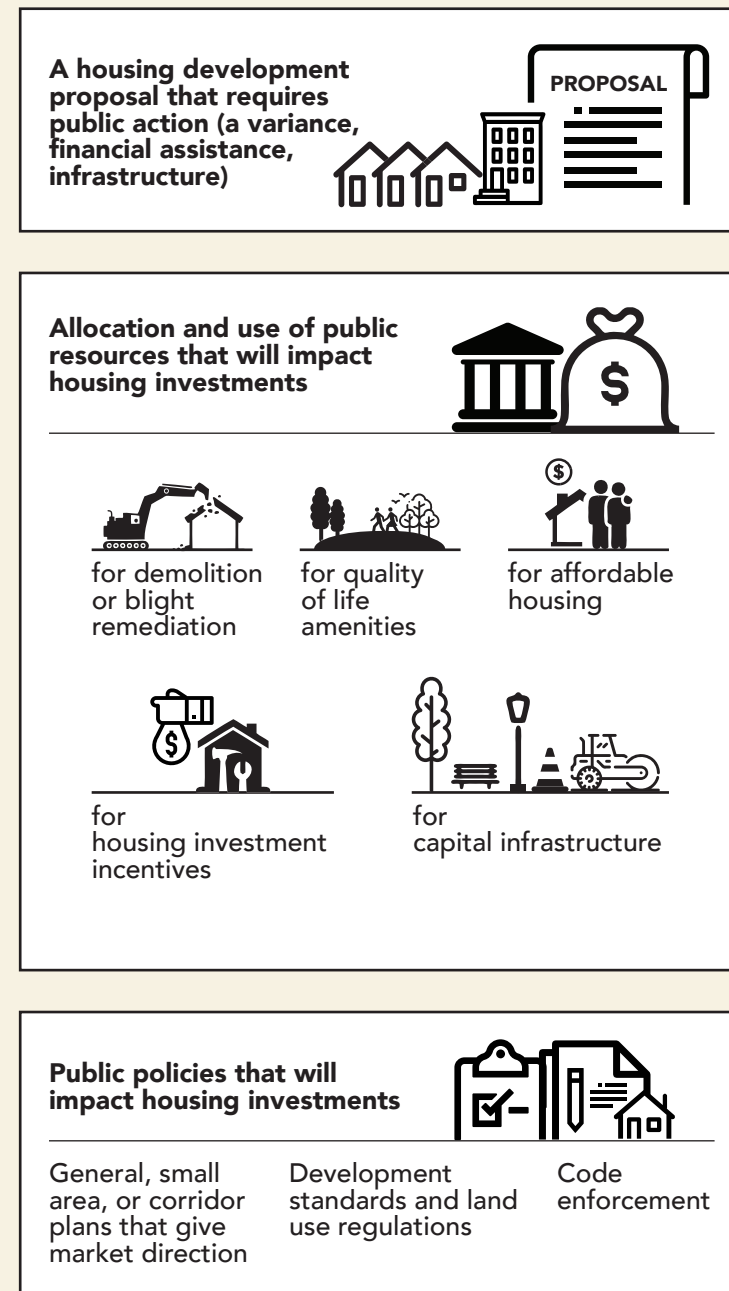 A housing development
proposal that requires
public action (a variance,
financial assistance,
infrastructure)
PROPOSAL
Allocation and use of public
resources that will impact
housing investments
$
$
for demolition
or blight
remediation
for quality
of life
amenities
for affordable
housing
$
for
housing investment
incentives
for
capital infrastructure
Public policies that will
impact housing investments
General, small
area, or corridor
plans that give
market direction
Development
standards and land
use regulations
Code
enforcement